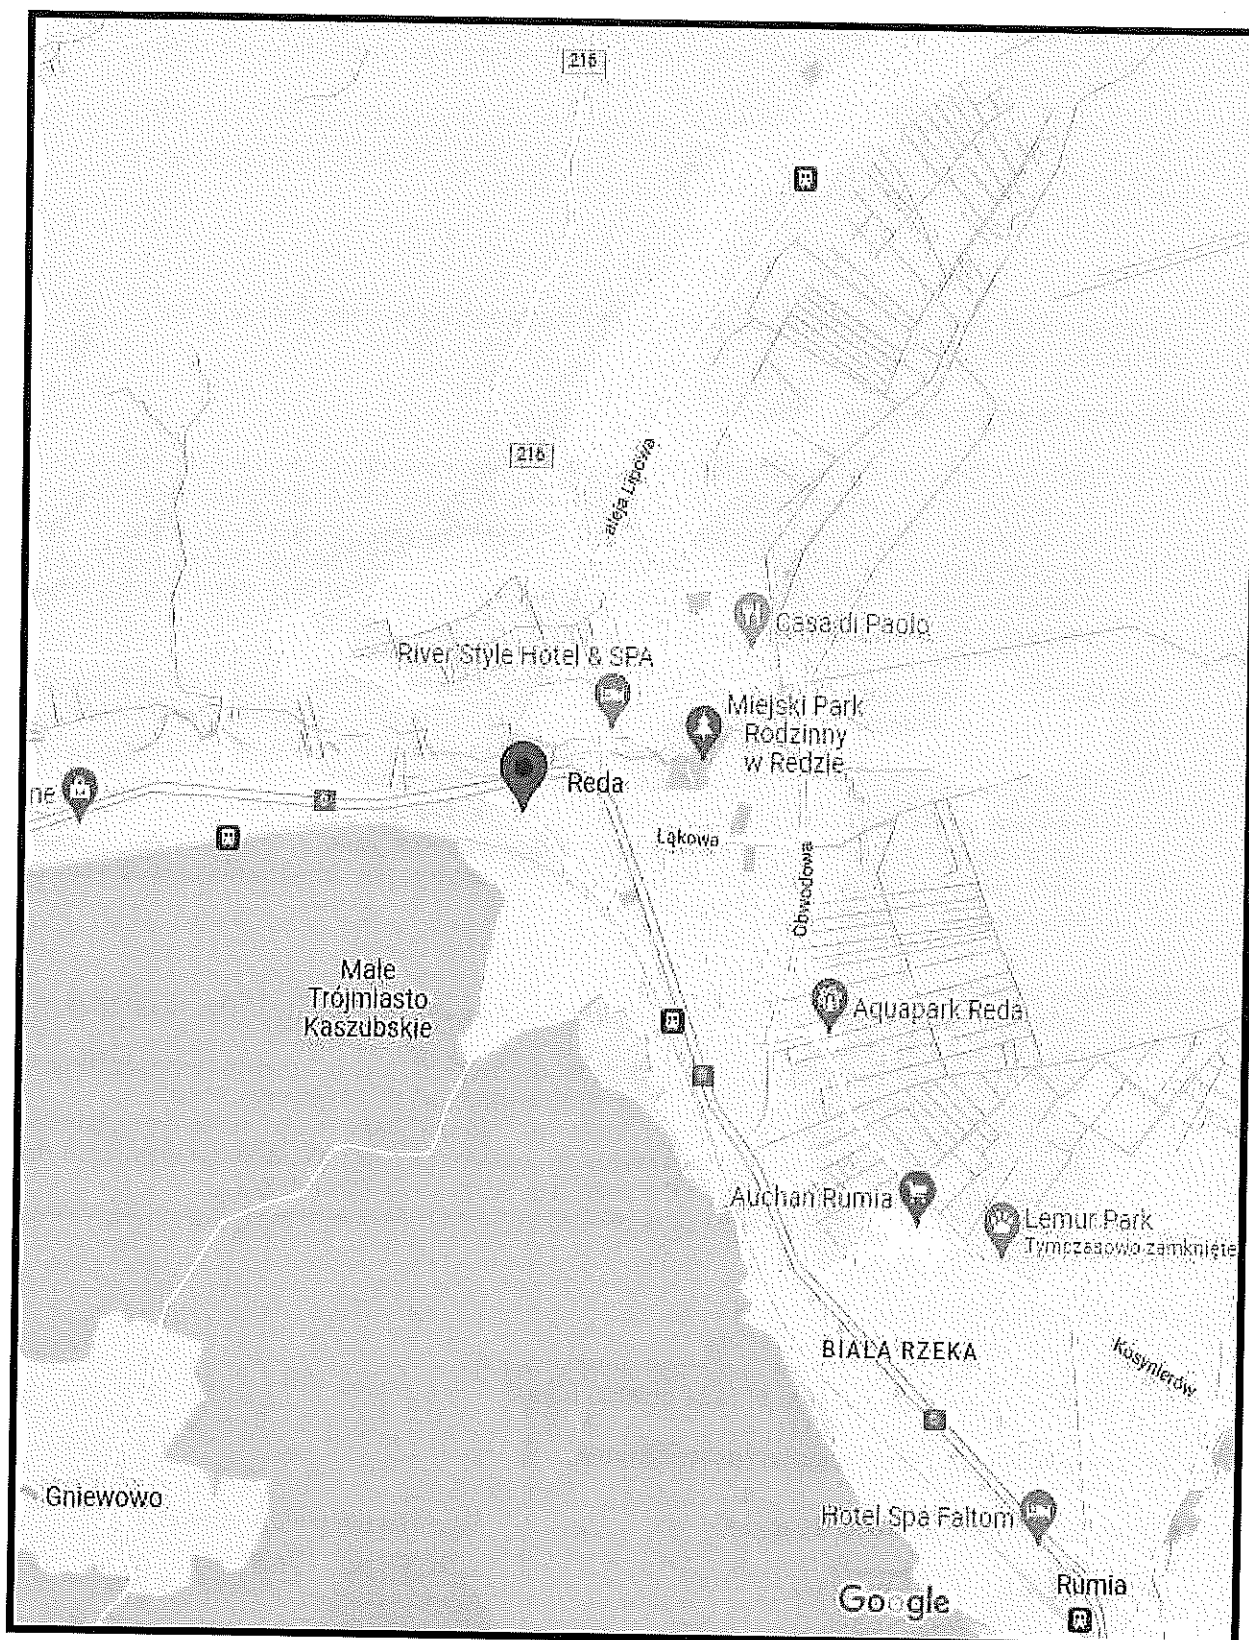 215
216
aleja Lipowa
Casa di Paolo
River Style Hotel & SPA
Miejski Park
Rodzinny
w Redzie
ne
Reda
Łąkowa
Obwodowa
Małe
Trójmiasto
Kaszubskie
Aquapark Reda
Auchan Rumia
Lemur Park
Tymczasowo zamknięte
BIAŁA RZEKA
Kosynierów
Gniewowo
Hotel Spa Faltom
Google
Rumia